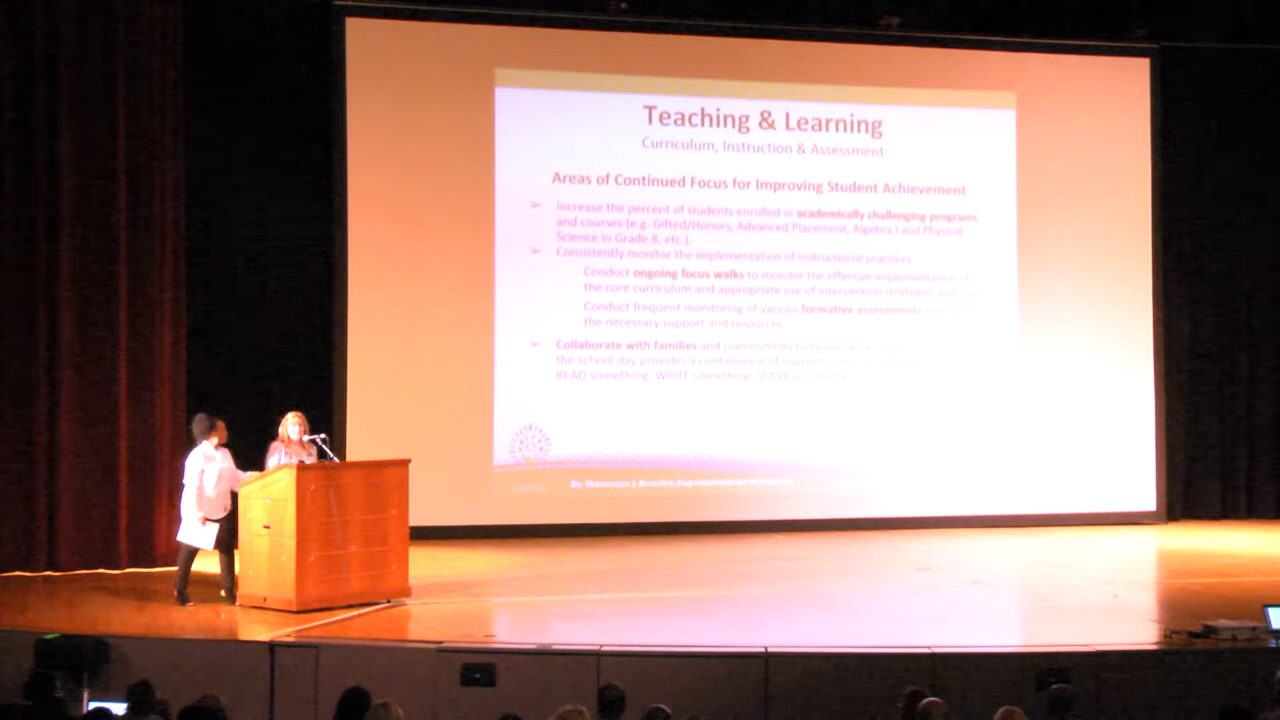 Teaching & Learning
Curriculum, Instruction & Assessment
Areas of Continued Focus for Improving Student Achievement
➢ Increase the percent of students enrolled in academically challenging programs
and courses (e.g. Gifted/Honors, Advanced Placement, Algebra I and Physical
Science in Grade 8, etc.).
➢ Consistently monitor the implementation of instructional practices
Conduct ongoing focus walks to monitor the effective implementation of
the core curriculum and appropriate use of intervention strategies and
Conduct frequent monitoring of various formative assessments
the necessary support and resources
➢ Collaborate with families and communities to ensure
the school day provides a continuance of support
READ something, WRITE something, SOLVE something